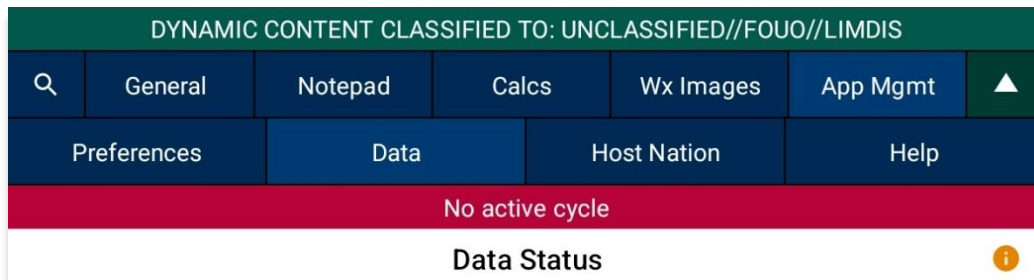 DYNAMIC CONTENT CLASSIFIED TO: UNCLASSIFIED//FOUO//LIMDIS
General Notepad Calcs Wx Images App Mgmt
Preferences Data Host Nation Help
No active cycle
Data Status